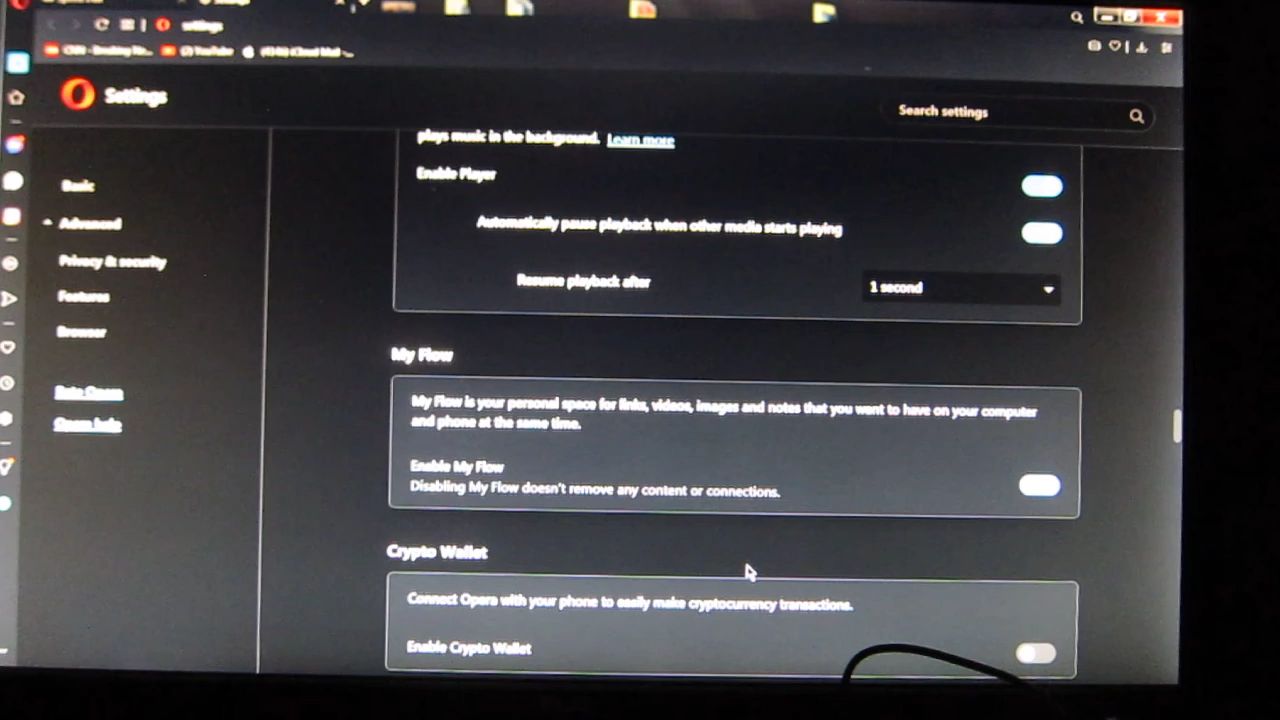 settings
(2) YouTube
Settings
Search settings
Basic
Advanced
Privacy & security
Features
Browser
Rate Opera
Opera help
plays music in the background. Learn more
Enable Player
Automatically pause playback when other media starts playing
Resume playback after
1 second
My Flow
My Flow is your personal space for links, videos, images and notes that you want to have on your computer
and phone at the same time.
Enable My Flow
Disabling My Flow doesn't remove any content or connections.
Crypto Wallet
Connect Opera with your phone to easily make cryptocurrency transactions.
Enable Crypto Wallet